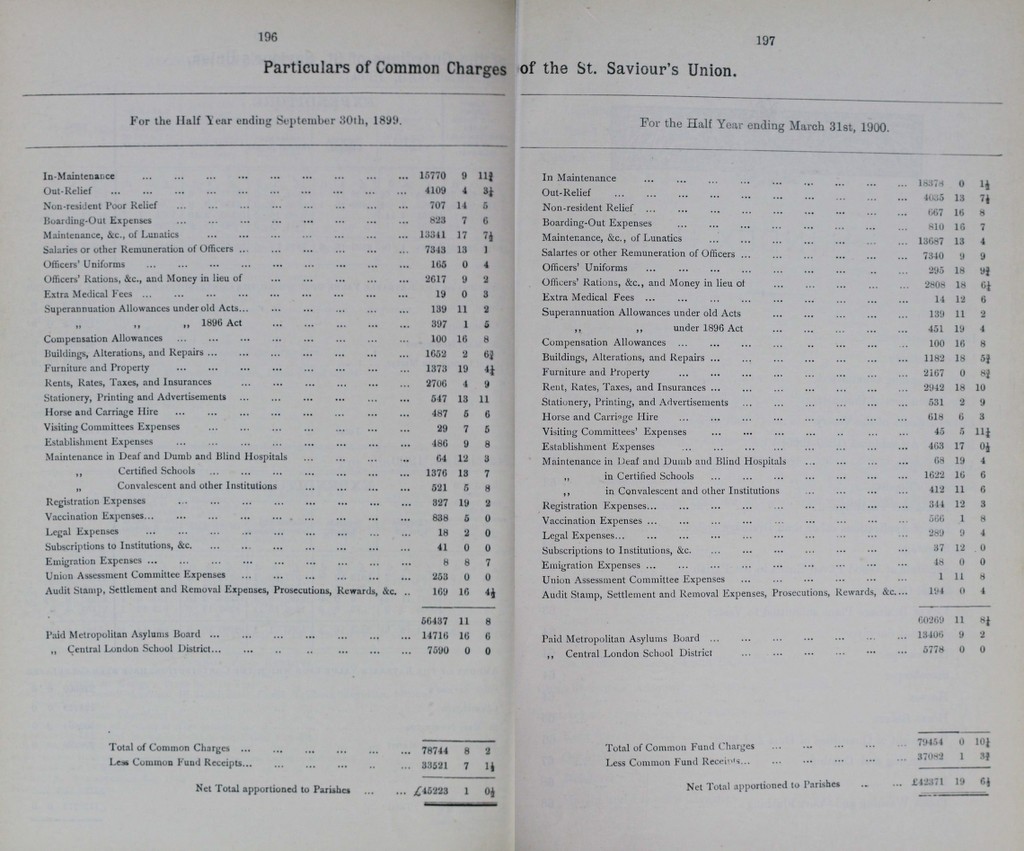 196
Particulars of Common Charges
For the Half Year ending September 30th, 1899.
In-Maintenance ... 15770 9 11¾
Out-Relief ... 4109 4 3¼
Non-resident Poor Relief ... 707 14 5
Boarding-Out Expenses ... 823 7 6
Maintenance, &c., of Lunatics ... 13341 17 7½
Salaries or other Remuneration of Officers ... 7343 13 1
Officers' Uniforms ... 165 0 4
Officers' Rations, &c., and Money in lieu of ... 2617 9 2
Extra Medical Fees ... 19 0 3
Superannuation Allowances under old Acts... 139 11 2
,, ,, ,, 1896 Act ... 397 1 5
Compensation Allowances ... 100 16 8
Buildings, Alterations, and Repairs ... 1652 2 6¾
Furniture and Property ... 1373 19 4¼
Rents, Rates, Taxes, and Insurances ... 2706 4 9
Stationery, Printing and Advertisements ... 547 13 11
Horse and Carriage Hire ... 487 5 6
Visiting Committees Expenses ... 29 7 5
Establishment Expenses ... 486 9 8
Maintenance in Deaf and Dumb and Blind Hospitals ... 64 12 3
,, Certified Schools ... 1376 13 7
,, Convalescent and other Institutions ... 521 5 8
Registration Expenses ... 327 19 2
Vaccination Expenses... 838 5 0
Legal Expenses ... 18 2 0
Subscriptions to Institutions, &c. ... 41 0 0
Emigration Expenses ... 8 8 7
Union Assessment Committee Expenses ... 253 0 0
Audit Stamp, Settlement and Removal Expenses, Prosecutions, Rewards, &c. .. 169 16 4½
56437 11 8
Paid Metropolitan Asylums Board ... 14716 16 6
,, Central London School District... 7590 0 0
Total of Common Charges ... 78744 8 2
Less Common Fund Receipts... 33521 7 1½
Net Total apportioned to Parishes ... £45223 1 0½
197
of the St. Saviour's Union.
For the Half Year ending March 31st, 1900.
In Maintenance ... 18378 0 1½
Out-Relief ... 4035 13 7½
Non-resident Relief ... 667 16 8
Boarding-Out Expenses ... 810 16 7
Maintenance, &c., of Lunatics ... 13687 13 4
Salaries or other Remuneration of Officers ... 7340 9 9
Officers' Uniforms ... 295 18 9¾
Officers' Rations, &c., and Money in lieu of ... 2808 18 6¼
Extra Medical Fees ... 14 12 6
Superannuation Allowances under old Acts ... 139 11 2
,, ,, under 1896 Act ... 451 19 4
Compensation Allowances ... 100 16 8
Buildings, Alterations, and Repairs ... 1182 18 5¾
Furniture and Property ... 2167 0 8¾
Rent, Rates, Taxes, and Insurances ... 2942 18 10
Stationery, Printing, and Advertisements ... 531 2 9
Horse and Carriage Hire ... 618 6 3
Visiting Committees' Expenses ... 45 5 11¼
Establishment Expenses ... 463 17 0½
Maintenance in Deaf and Dumb and Blind Hospitals ... 68 19 4
,, in Certified Schools ... 1622 16 6
,, in Convalescent and other Institutions ... 412 11 6
Registration Expenses... 344 12 3
Vaccination Expenses ... 566 1 8
Legal Expenses... 289 9 4
Subscriptions to Institutions, &c. ... 37 12 0
Emigration Expenses ... 48 0 0
Union Assessment Committee Expenses ... 1 11 8
Audit Stamp, Settlement and Removal Expenses, Prosecutions, Rewards, &c.... 194 0 4
60269 11 8¼
Paid Metropolitan Asylums Board ... 13406 9 2
,, Central London School District ... 5778 0 0
Total of Common Fund Charges ... 79454 0 10¼
Less Common Fund Receipts... 37082 1 3¾
Net Total apportioned to Parishes ... £42371 19 6½